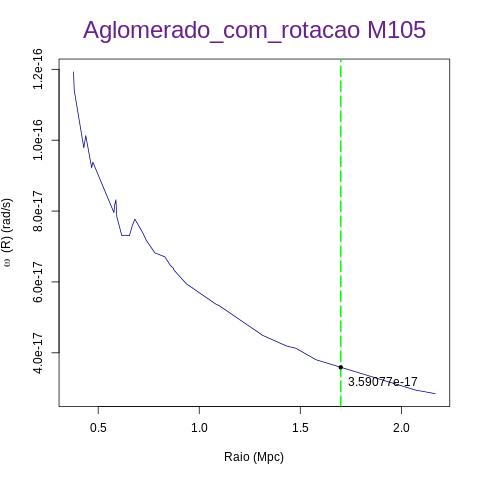 Aglomerado_com_rotacao M105
ω (R) (rad/s)
1.2e-16
1.0e-16
8.0e-17
6.0e-17
4.0e-17
3.59077e-17
0.5 1.0 1.5 2.0
Raio (Mpc)